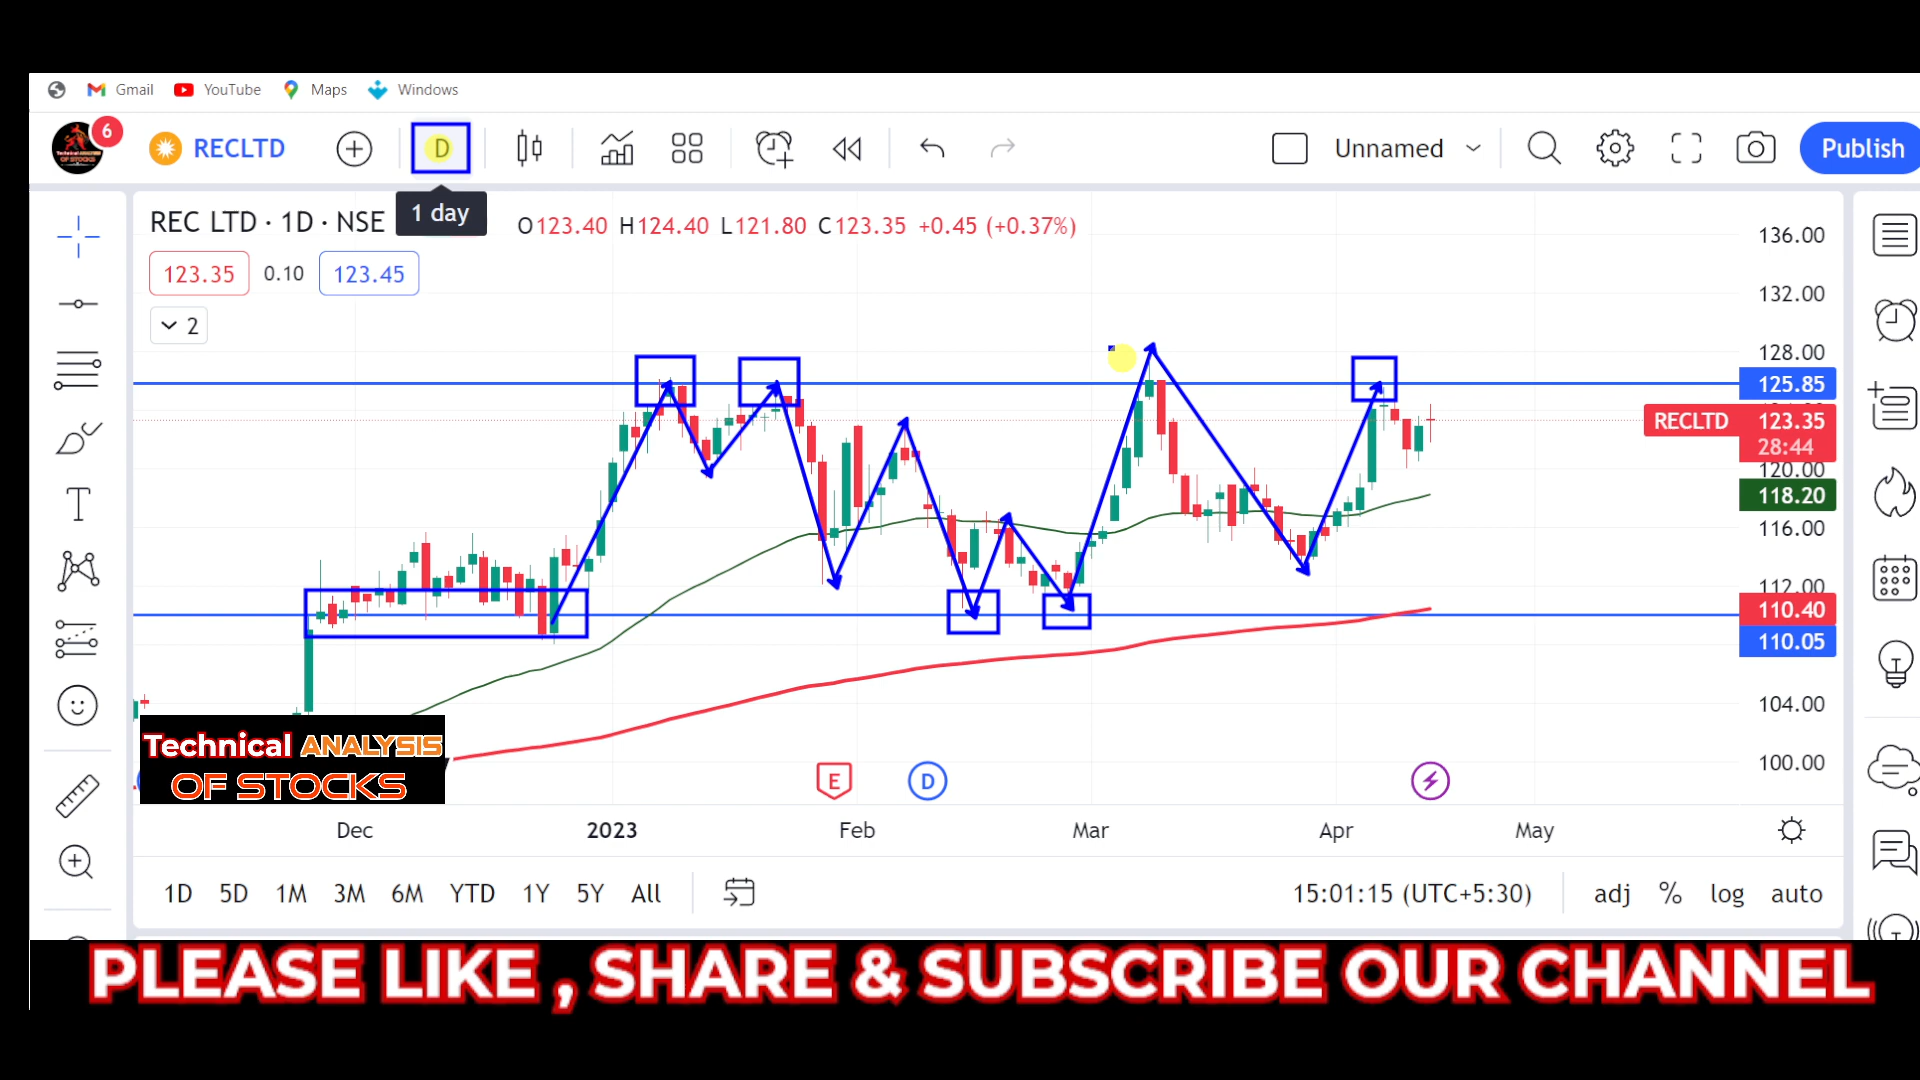 Gmail YouTube Maps Windows
6 RECLTD D Unnamed Publish
Technical ANALYSIS OF STOCKS
1 day
REC LTD · 1D · NSE O123.40 H124.40 L121.80 C123.35 +0.45 (+0.37%)
123.35 0.10 123.45
2
136.00
132.00
128.00
125.85
RECLTD 123.35
28:44
120.00
118.20
116.00
112.00
110.40
110.05
104.00
100.00
Technical ANALYSIS
OF STOCKS
E D
Dec 2023 Feb Mar Apr May
1D 5D 1M 3M 6M YTD 1Y 5Y All 15:01:15 (UTC+5:30) adj % log auto
PLEASE LIKE , SHARE & SUBSCRIBE OUR CHANNEL